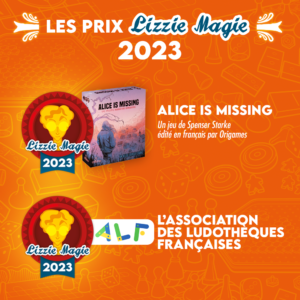 LES PRIX Lizzie Magie
2023
Lizzie Magie
2023
ALICE IS MISSING
ALICE IS MISSING
Un jeu de Spenser Starke
édité en français par Origames
Lizzie Magie
2023
ALF
L'ASSOCIATION
DES LUDOTHÈQUES
FRANÇAISES